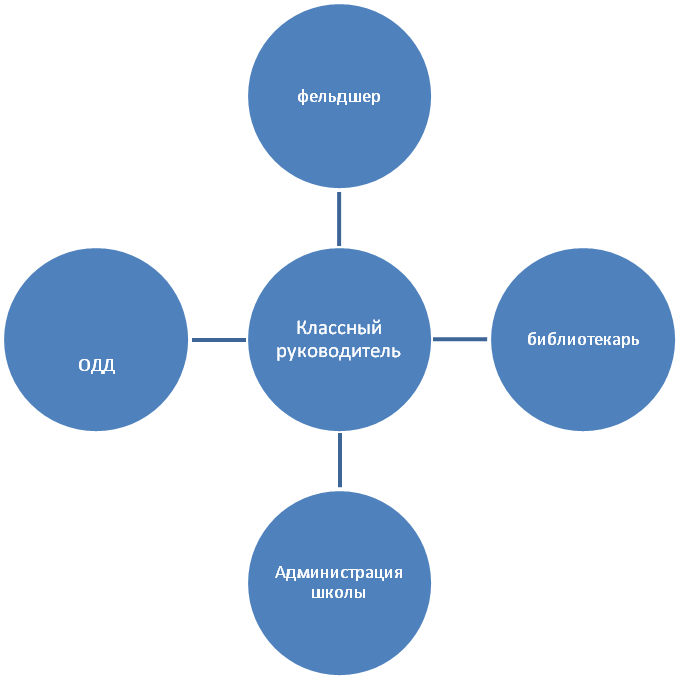 фельдшер
Классный
руководитель
библиотекарь
ОДД
Администрация
школы